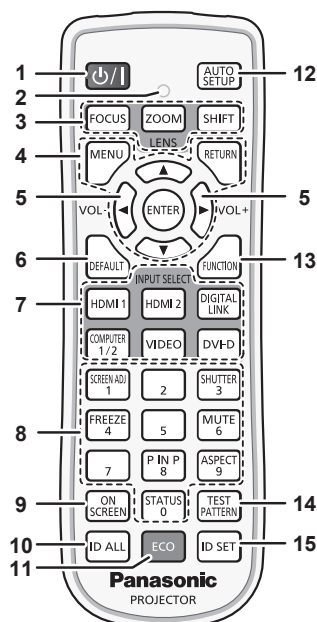 1
⏻/|
AUTO
SETUP
12
2
3
FOCUS
ZOOM
SHIFT
LENS
4
MENU
RETURN
5
ENTER
5
VOL-
VOL+
6
DEFAULT
FUNCTION
13
INPUT SELECT
7
HDMI 1
HDMI 2
DIGITAL
LINK
COMPUTER
1/2
VIDEO
DVI-D
SCREEN ADJ
1
2
SHUTTER
3
8
FREEZE
4
5
MUTE
6
7
P IN P
8
ASPECT
9
9
ON
SCREEN
STATUS
0
TEST
PATTERN
14
10
ID ALL
ECO
ID SET
15
11
Panasonic
PROJECTOR